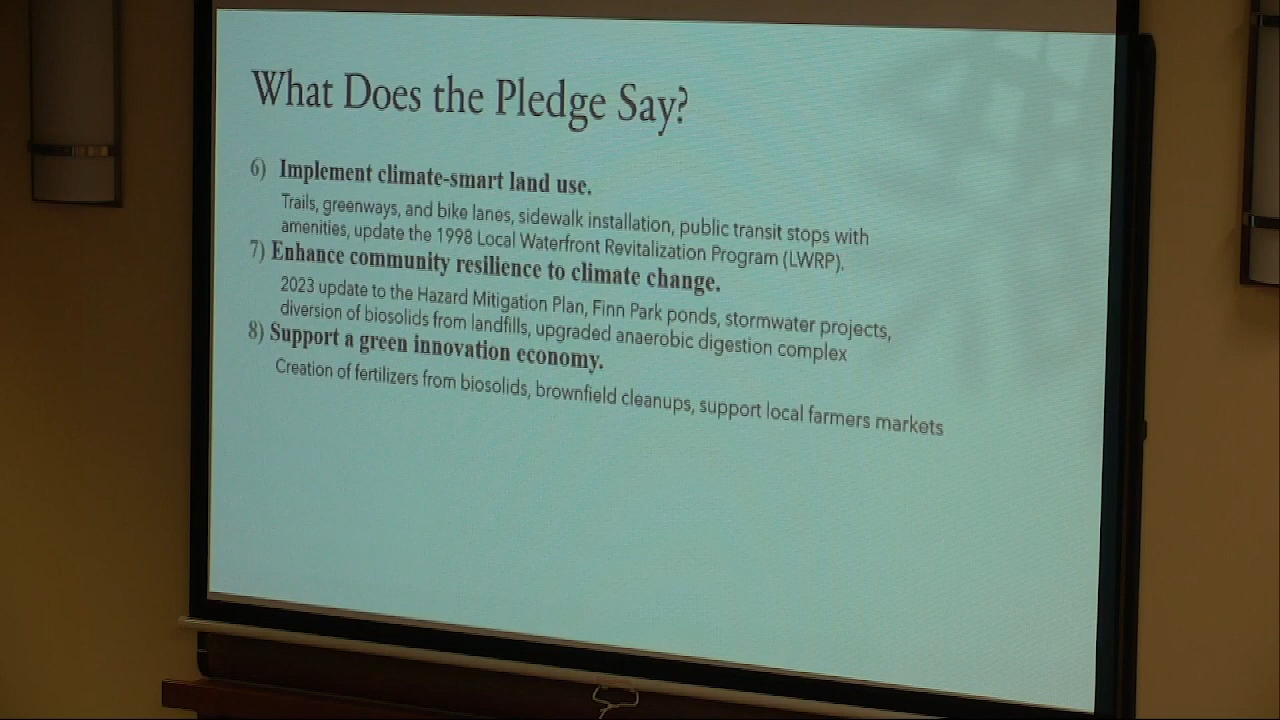 What Does the Pledge Say?
6) Implement climate-smart land use.
Trails, greenways, and bike lanes, sidewalk installation, public transit stops with
amenities, update the 1998 Local Waterfront Revitalization Program (LWRP).
7) Enhance community resilience to climate change.
2023 update to the Hazard Mitigation Plan, Finn Park ponds, stormwater projects,
diversion of biosolids from landfills, upgraded anaerobic digestion complex
8) Support a green innovation economy.
Creation of fertilizers from biosolids, brownfield cleanups, support local farmers markets